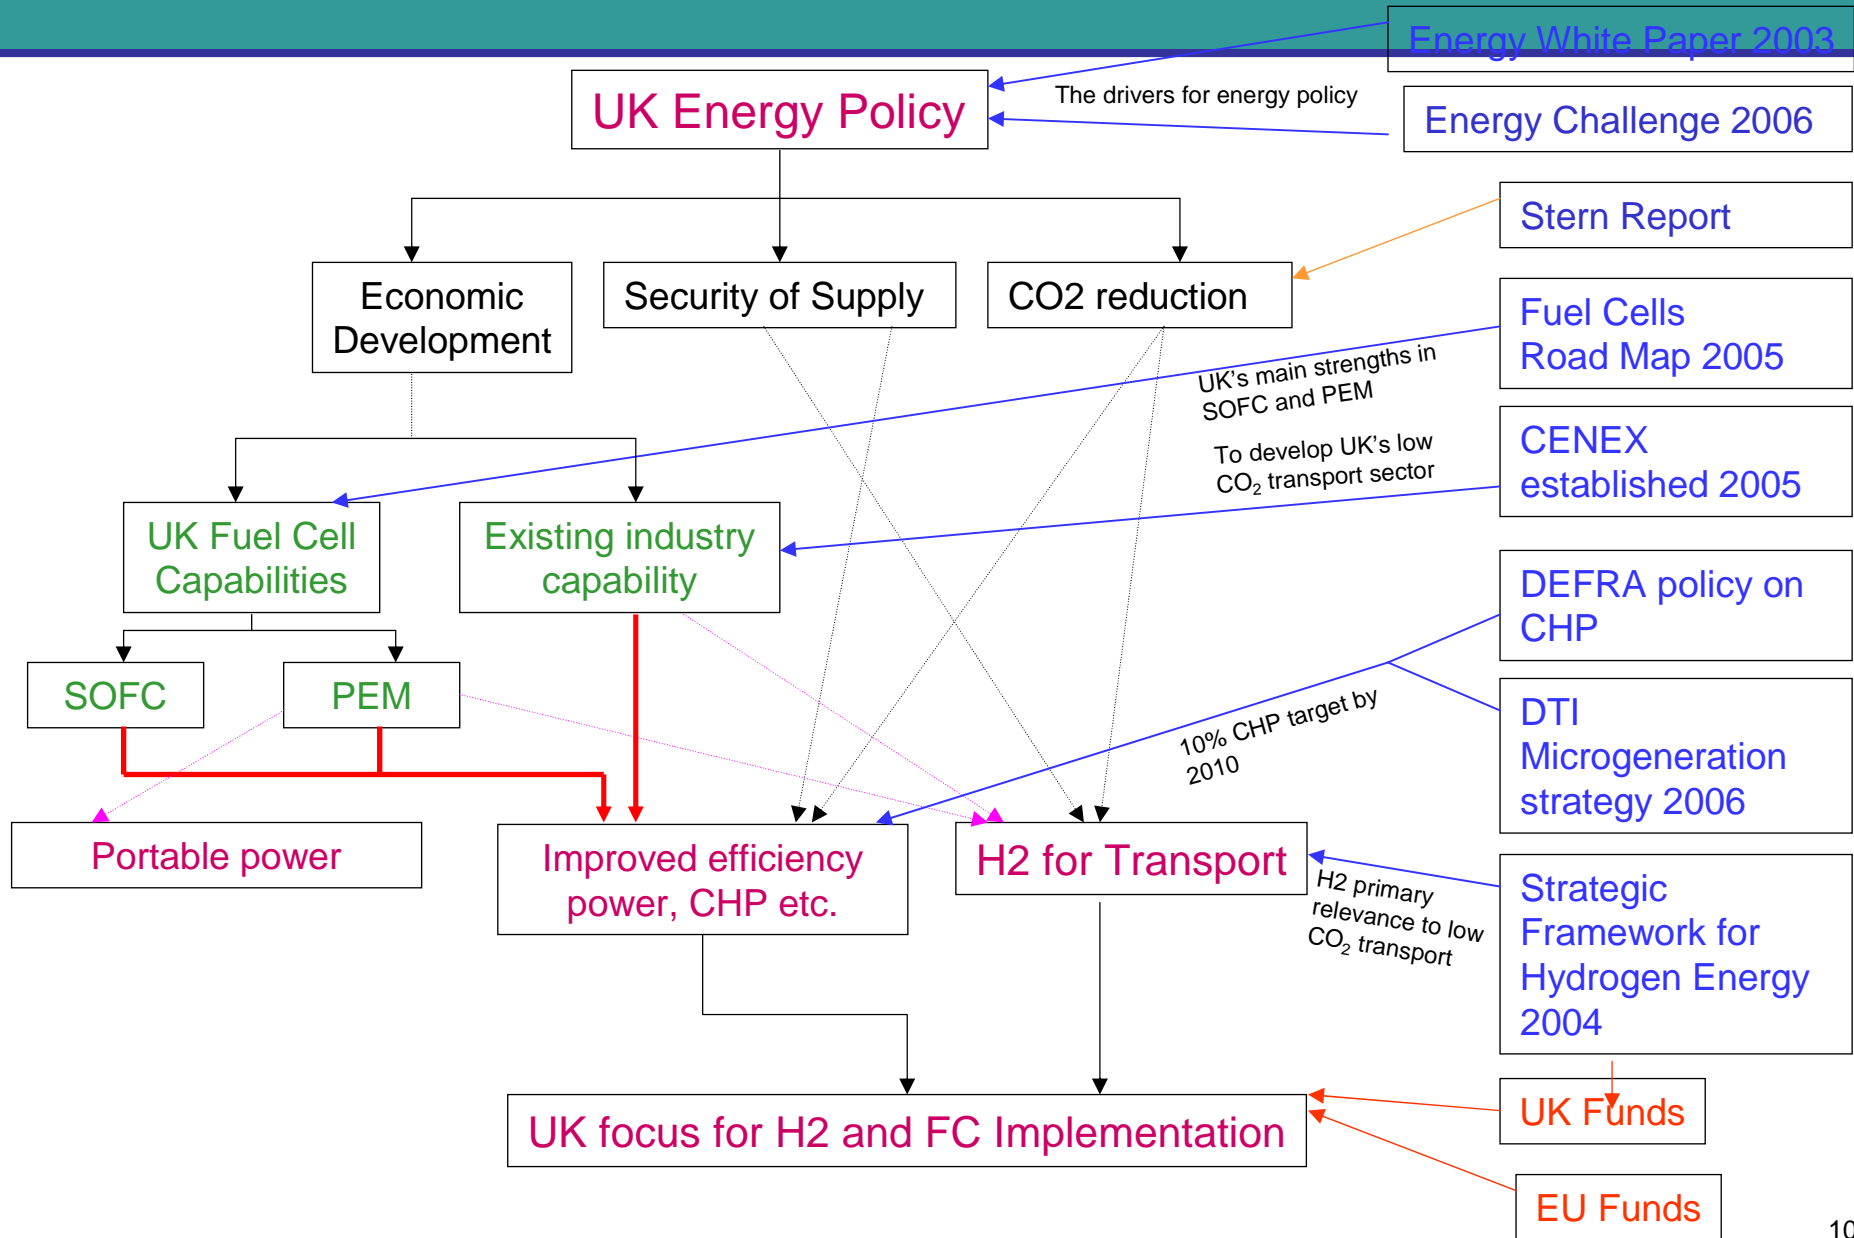 Energy White Paper 2003
UK Energy Policy
The drivers for energy policy
Energy Challenge 2006
Stern Report
Economic
Development
Security of Supply
CO2 reduction
Fuel Cells
Road Map 2005
UK's main strengths in
SOFC and PEM
To develop UK's low
CO₂ transport sector
CENEX
established 2005
UK Fuel Cell
Capabilities
Existing industry
capability
DEFRA policy on
CHP
SOFC
PEM
10% CHP target by
2010
DTI
Microgeneration
strategy 2006
Portable power
Improved efficiency
power, CHP etc.
H2 for Transport
H2 primary
relevance to low
CO₂ transport
Strategic
Framework for
Hydrogen Energy
2004
UK focus for H2 and FC Implementation
UK Funds
EU Funds
10